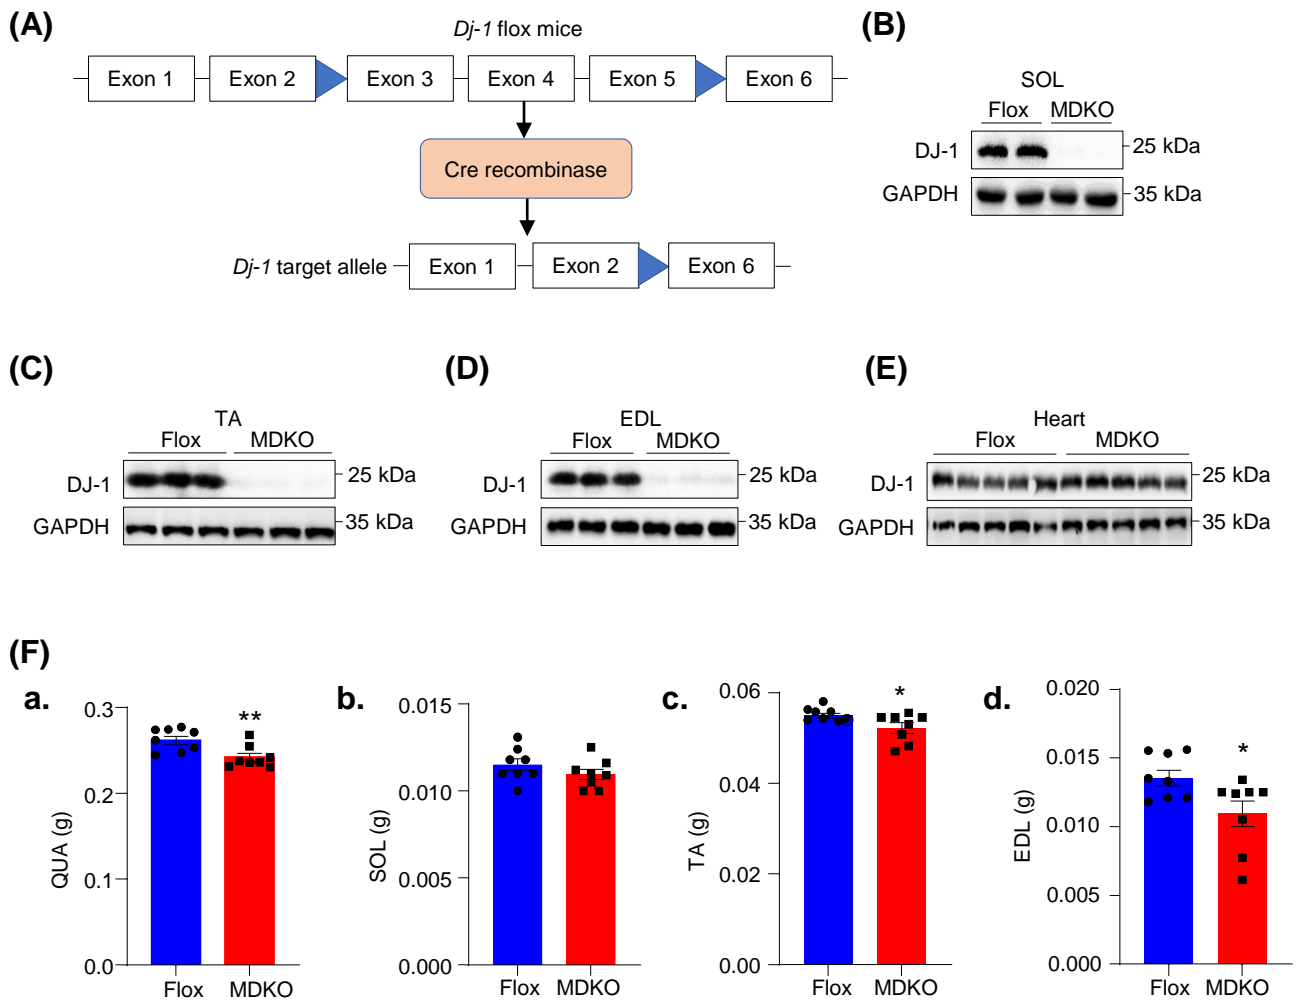 (A)
Dj-1 flox mice
Exon 1 Exon 2 Exon 3 Exon 4 Exon 5 Exon 6
Cre recombinase
Dj-1 target allele Exon 1 Exon 2 Exon 6
(B)
SOL
Flox MDKO
DJ-1 25 kDa
GAPDH 35 kDa
(C)
TA
Flox MDKO
DJ-1 25 kDa
GAPDH 35 kDa
(D)
EDL
Flox MDKO
DJ-1 25 kDa
GAPDH 35 kDa
(E)
Heart
Flox MDKO
DJ-1 25 kDa
GAPDH 35 kDa
(F)
a.
QUA (g)
0.3
0.2
0.1
0.0
**
Flox MDKO
b.
SOL (g)
0.015
0.010
0.005
0.000
Flox MDKO
c.
TA (g)
0.06
0.04
0.02
0.00
*
Flox MDKO
d.
EDL (g)
0.020
0.015
0.010
0.005
0.000
*
Flox MDKO